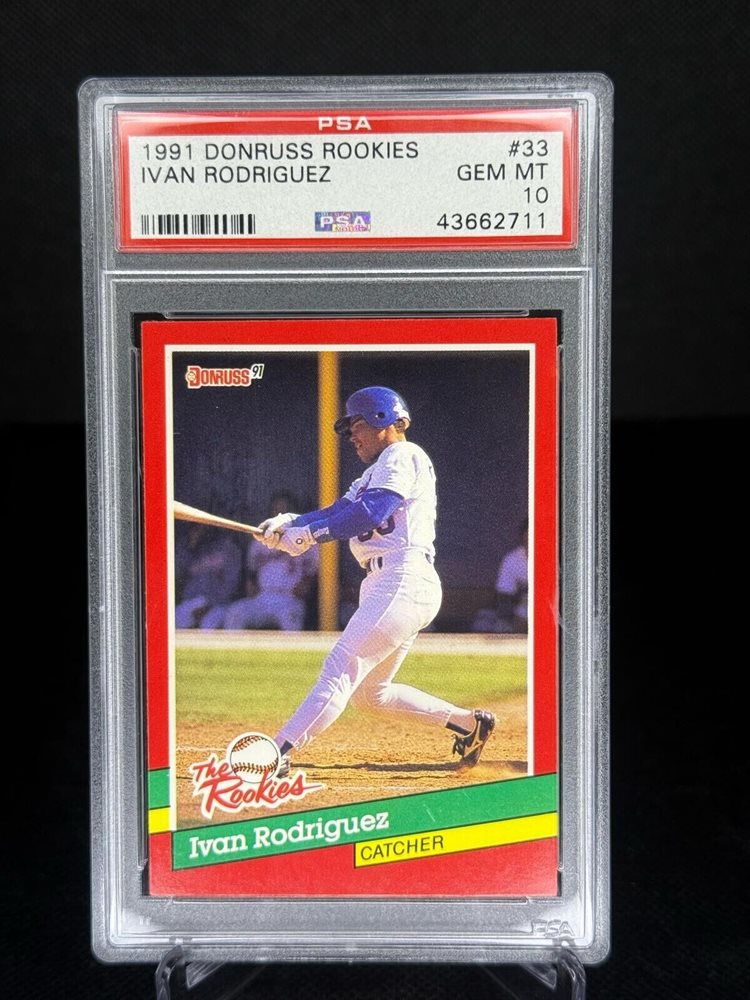 PSA
1991 DONRUSS ROOKIES #33
IVAN RODRIGUEZ GEM MT
10
PSA 43662711
DONRUSS 91
The
Rookies
Ivan Rodriguez
CATCHER
PSA